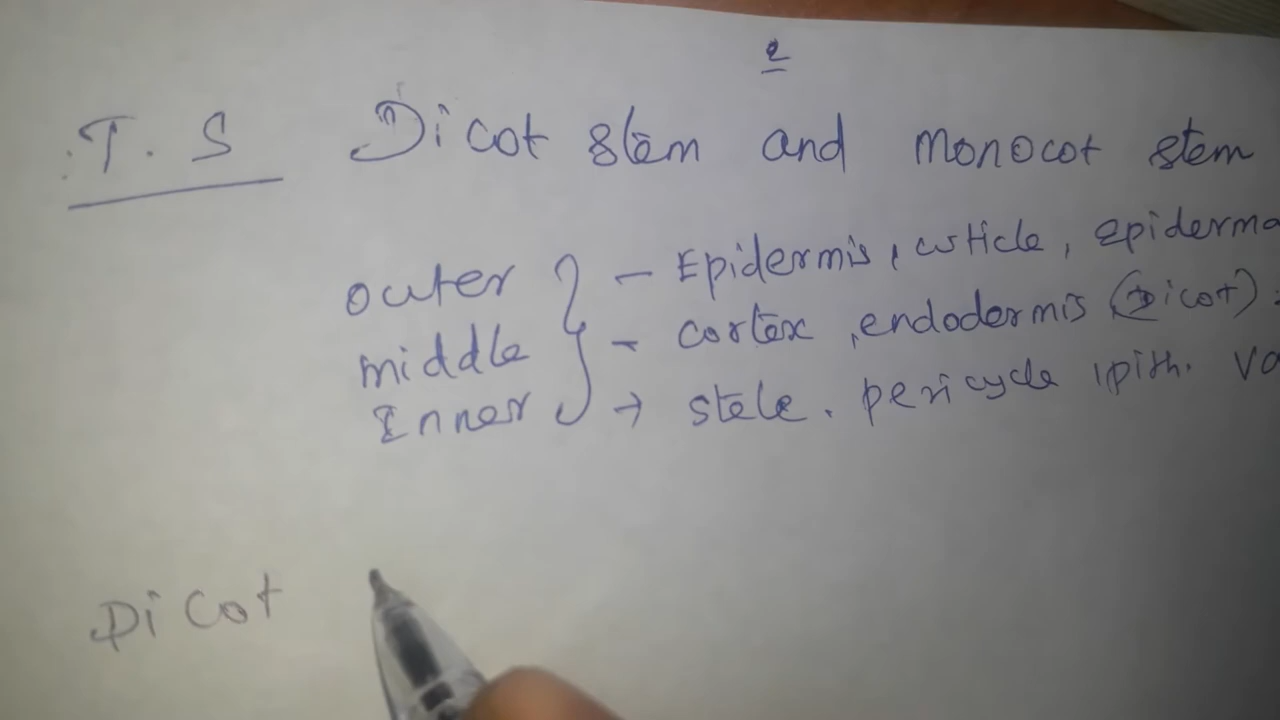 2
T. S Dicot stem and monocot stem
outer } - Epidermis, cuticle, epiderma
middle } - cortex, endodermis (Dicot)
Inner } → stele. pericycle, pith. va
Dicot